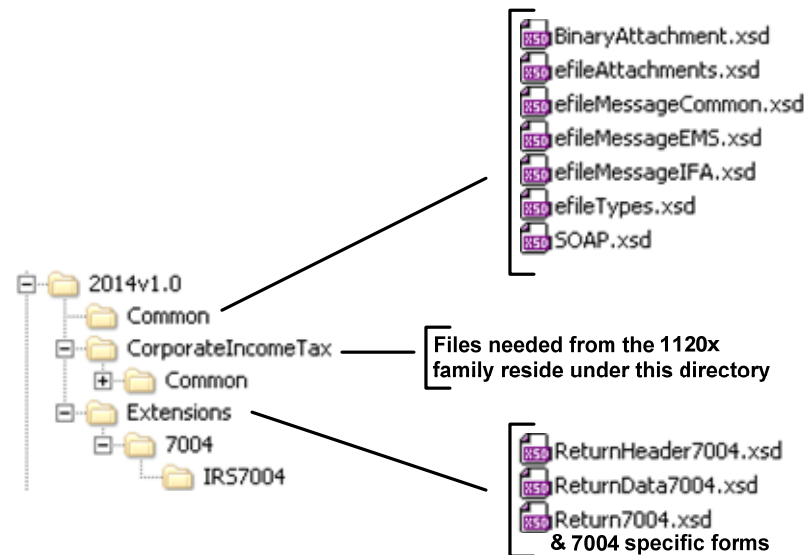 BinaryAttachment.xsd
efileAttachments.xsd
efileMessageCommon.xsd
efileMessageEMS.xsd
efileMessageIFA.xsd
efileTypes.xsd
SOAP.xsd
2014v1.0
Common
CorporateIncomeTax
Common
Extensions
7004
IRS7004
Files needed from the 1120x
family reside under this directory
ReturnHeader7004.xsd
ReturnData7004.xsd
Return7004.xsd
& 7004 specific forms